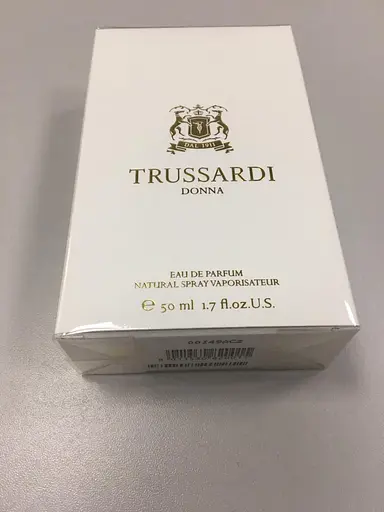 DAL 1911
TRUSSARDI
DONNA
EAU DE PARFUM
NATURAL SPRAY VAPORISATEUR
e 50 ml 1.7 fl.oz.U.S.